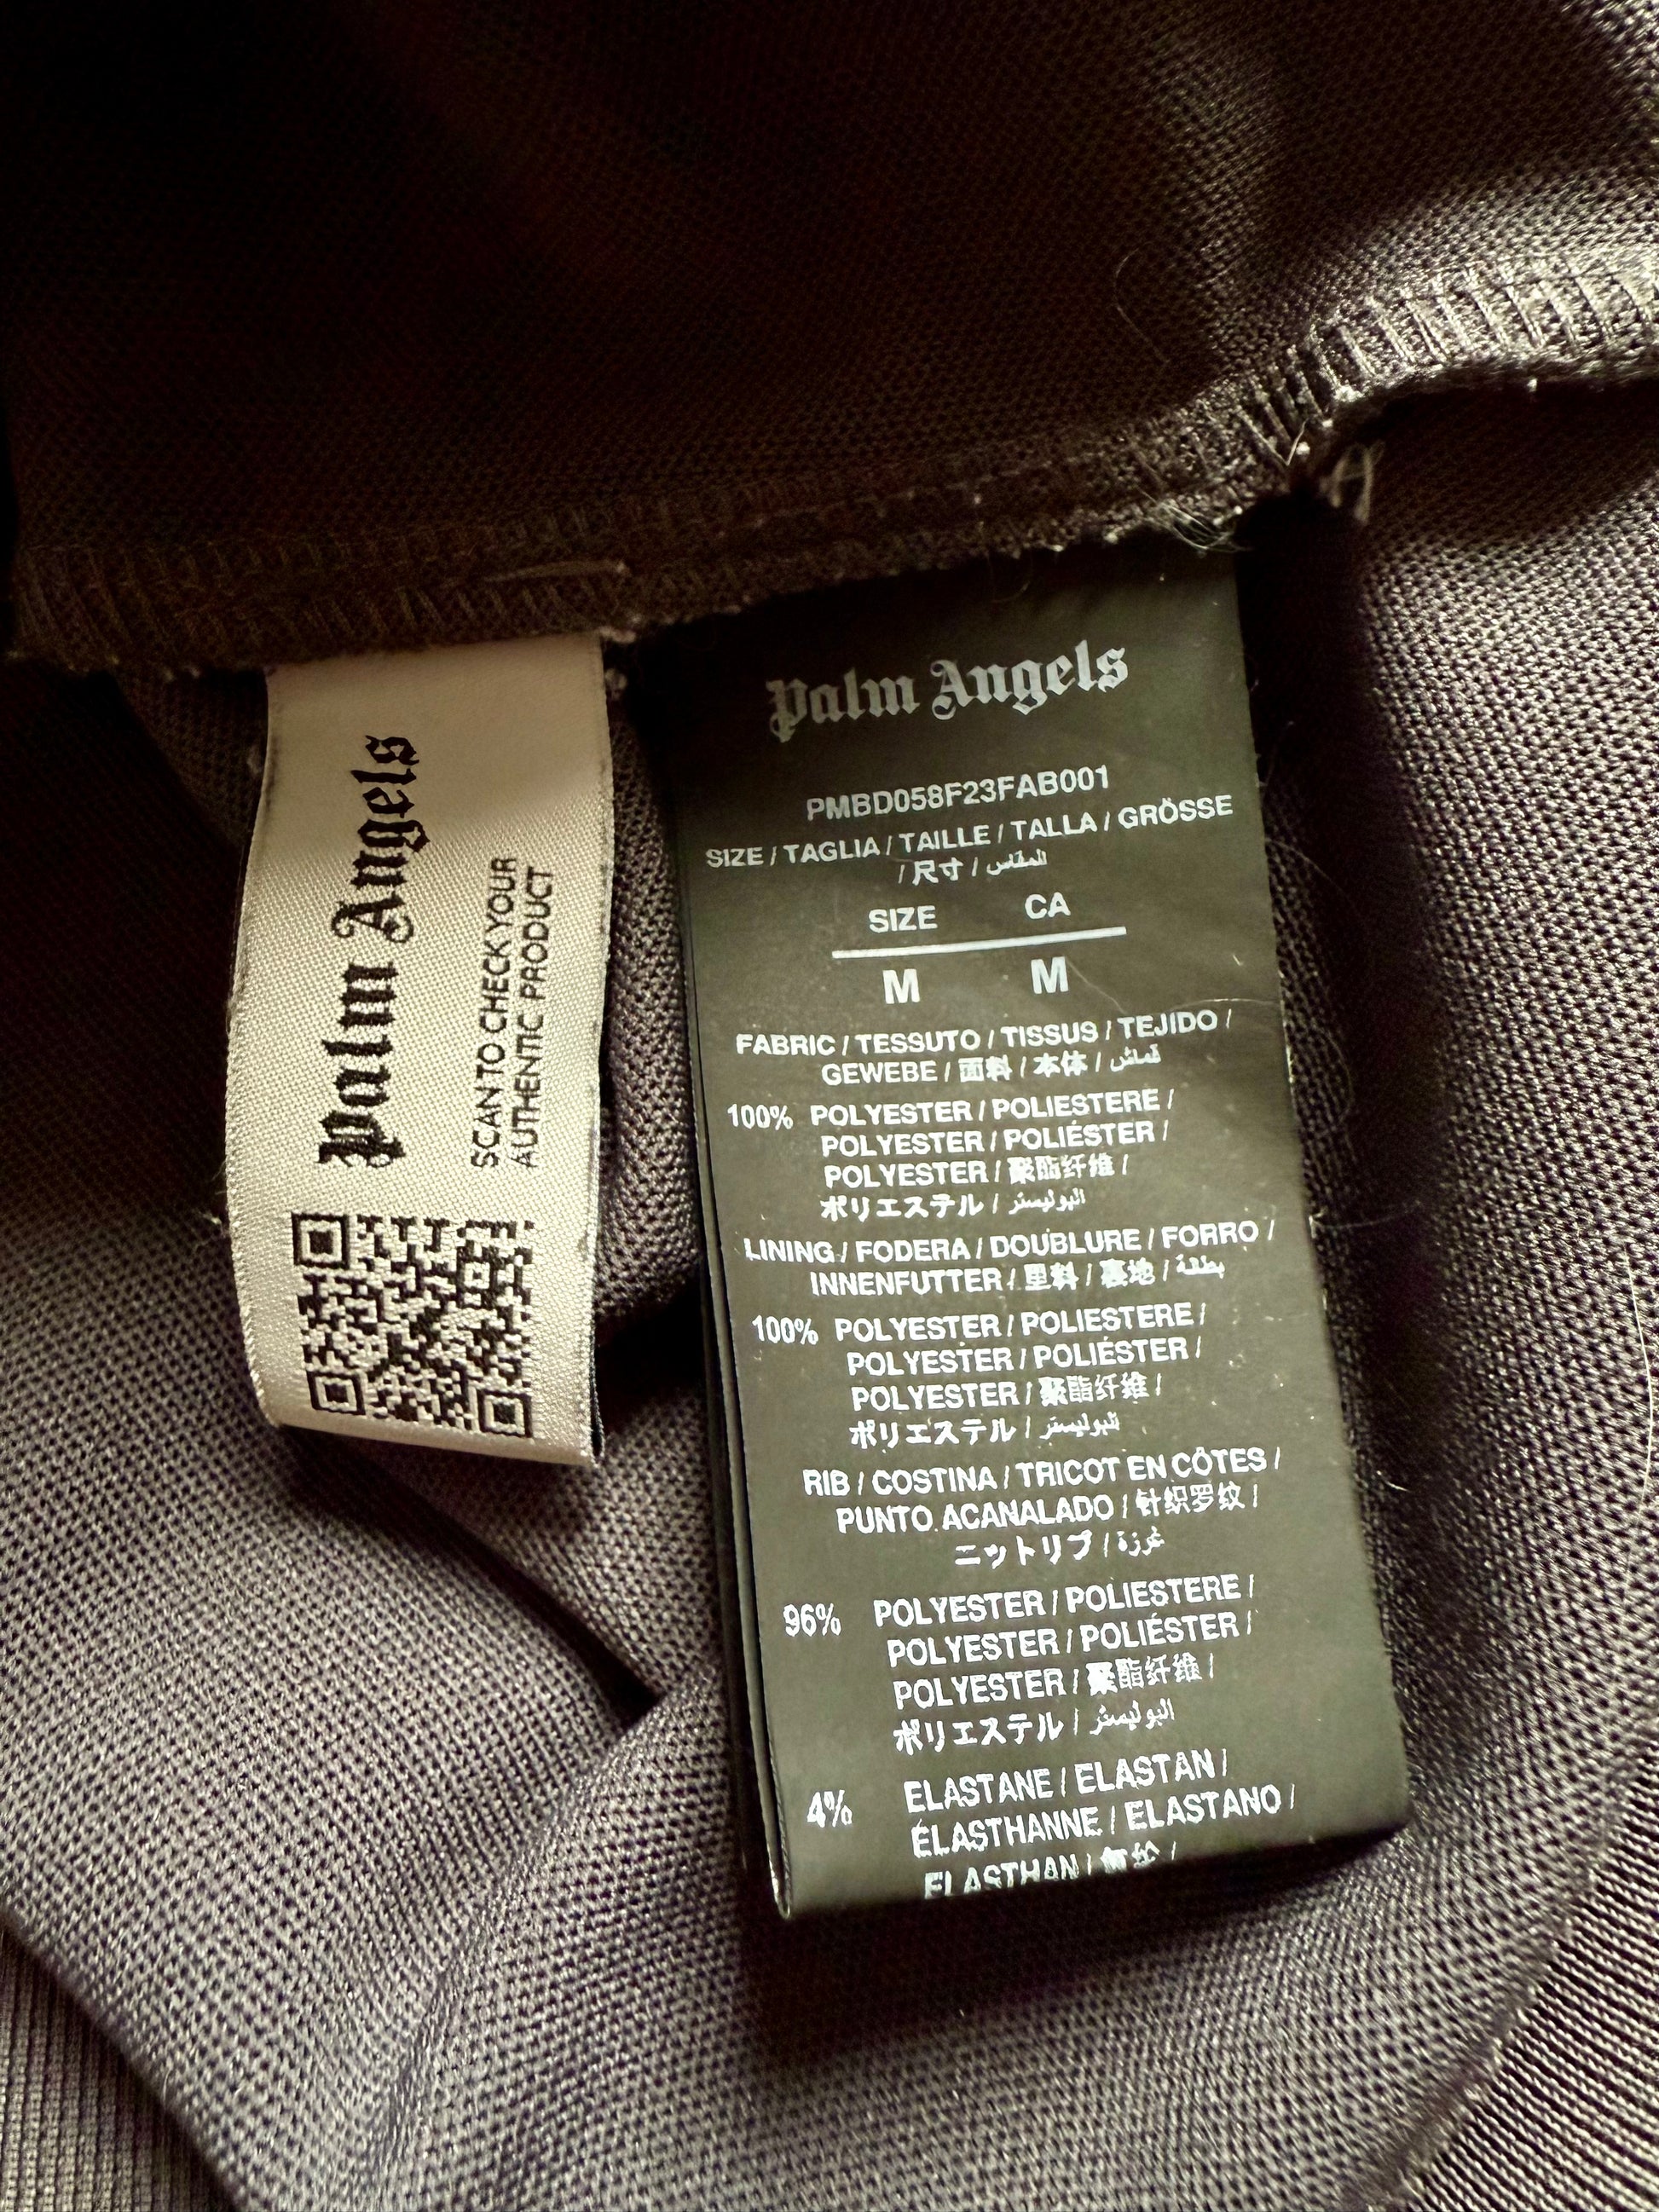 Palm Angels
SCAN TO CHECK YOUR
AUTHENTIC PRODUCT
Palm Angels
PMBD058F23FAB001
SIZE / TAGLIA / TAILLE / TALLA / GRÖSSE
/ 尺寸 / المقاس
SIZE CA
M M
FABRIC / TESSUTO / TISSUS / TEJIDO /
GEWEBE / 面料 / 本体 / قماش
100% POLYESTER / POLIESTERE /
POLYESTER / POLIÉSTER /
POLYESTER / 聚酯纤维 /
ポリエステル / البوليستر
LINING / FODERA / DOUBLURE / FORRO /
INNENFUTTER / 里料 / 裏地 / بطانة
100% POLYESTER / POLIESTERE /
POLYESTER / POLIÉSTER /
POLYESTER / 聚酯纤维 /
ポリエステル / البوليستر
RIB / COSTINA / TRICOT EN CÔTES /
PUNTO ACANALADO / 针织罗纹 /
ニットリブ / غرزة
96% POLYESTER / POLIESTERE /
POLYESTER / POLIÉSTER /
POLYESTER / 聚酯纤维 /
ポリエステル / البوليستر
4% ELASTANE / ELASTAN /
ÉLASTHANNE / ELASTANO /
ELASTHAN / 氨纶 /